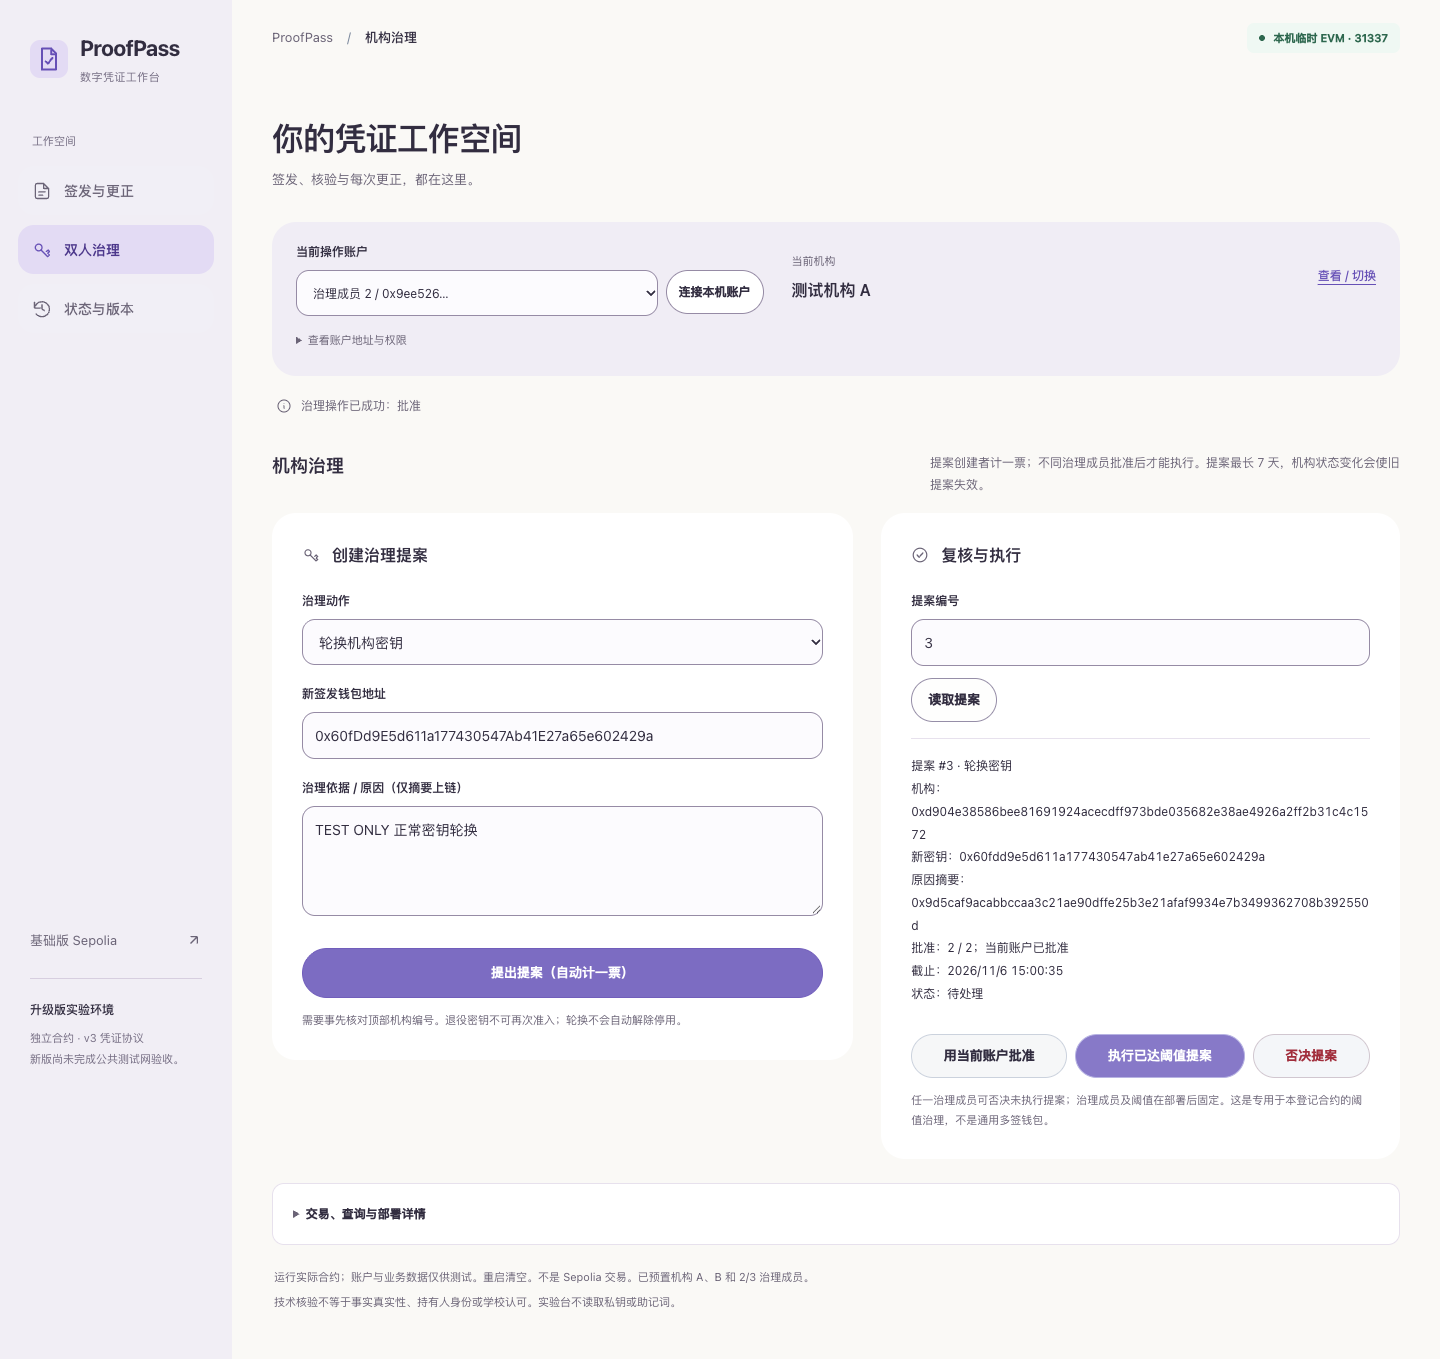 ProofPass
数字凭证工作台
工作空间
签发与更正
双人治理
状态与版本
基础版 Sepolia
升级版实验环境
独立合约 · v3 凭证协议
新版尚未完成公共测试网验收。
ProofPass / 机构治理
本机临时 EVM · 31337
你的凭证工作空间
签发、核验与每次更正，都在这里。
当前操作账户
治理成员 2 / 0x9ee526...
连接本机账户
查看账户地址与权限
当前机构
测试机构 A
查看 / 切换
治理操作已成功：批准
机构治理
提案创建者计一票；不同治理成员批准后才能执行。提案最长 7 天，机构状态变化会使旧
提案失效。
创建治理提案
治理动作
轮换机构密钥
新签发钱包地址
0x60fDd9E5d611a177430547Ab41E27a65e602429a
治理依据 / 原因（仅摘要上链）
TEST ONLY 正常密钥轮换
提出提案（自动计一票）
需要事先核对顶部机构编号。退役密钥不可再次准入；轮换不会自动解除停用。
复核与执行
提案编号
3
读取提案
提案 #3 · 轮换密钥
机构：
0xd904e38586bee81691924acecdff973bde035682e38ae4926a2ff2b31c4c15
72
新密钥：0x60fdd9e5d611a177430547ab41e27a65e602429a
原因摘要：
0x9d5caf9acabbccaa3c21ae90dffe25b3e21afaf9934e7b3499362708b392550
d
批准：2 / 2；当前账户已批准
截止：2026/11/6 15:00:35
状态：待处理
用当前账户批准
执行已达阈值提案
否决提案
任一治理成员可否决未执行提案；治理成员及阈值在部署后固定。这是专用于本登记合约的阈
值治理，不是通用多签钱包。
交易、查询与部署详情
运行实际合约；账户与业务数据仅供测试。重启清空。不是 Sepolia 交易。已预置机构 A、B 和 2/3 治理成员。
技术核验不等于事实真实性、持有人身份或学校认可。实验台不读取私钥或助记词。